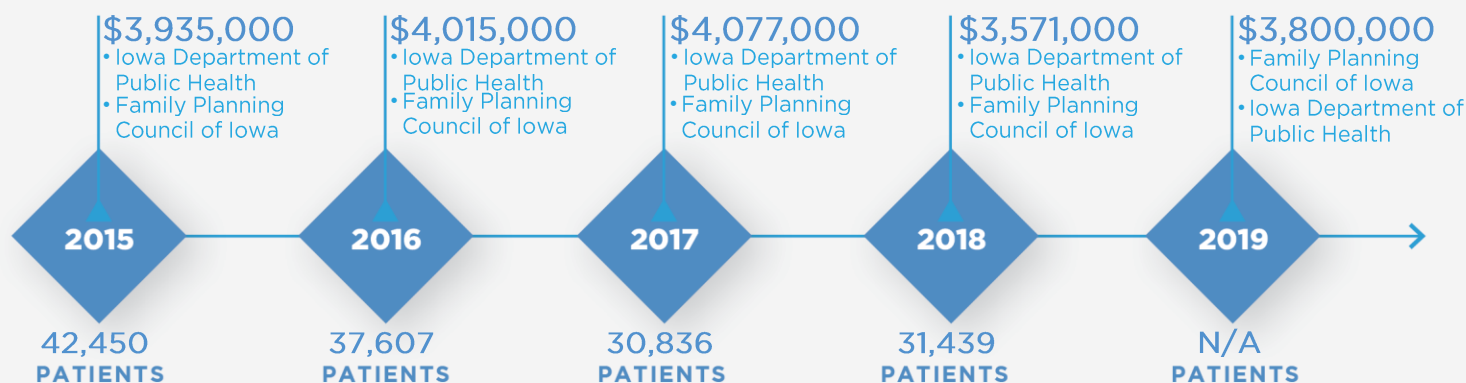 $3,935,000
• Iowa Department of
Public Health
• Family Planning
Council of Iowa
2015
42,450
PATIENTS
$4,015,000
• Iowa Department of
Public Health
• Family Planning
Council of Iowa
2016
37,607
PATIENTS
$4,077,000
• Iowa Department of
Public Health
• Family Planning
Council of Iowa
2017
30,836
PATIENTS
$3,571,000
• Iowa Department of
Public Health
• Family Planning
Council of Iowa
2018
31,439
PATIENTS
$3,800,000
• Family Planning
Council of Iowa
• Iowa Department of
Public Health
2019
N/A
PATIENTS